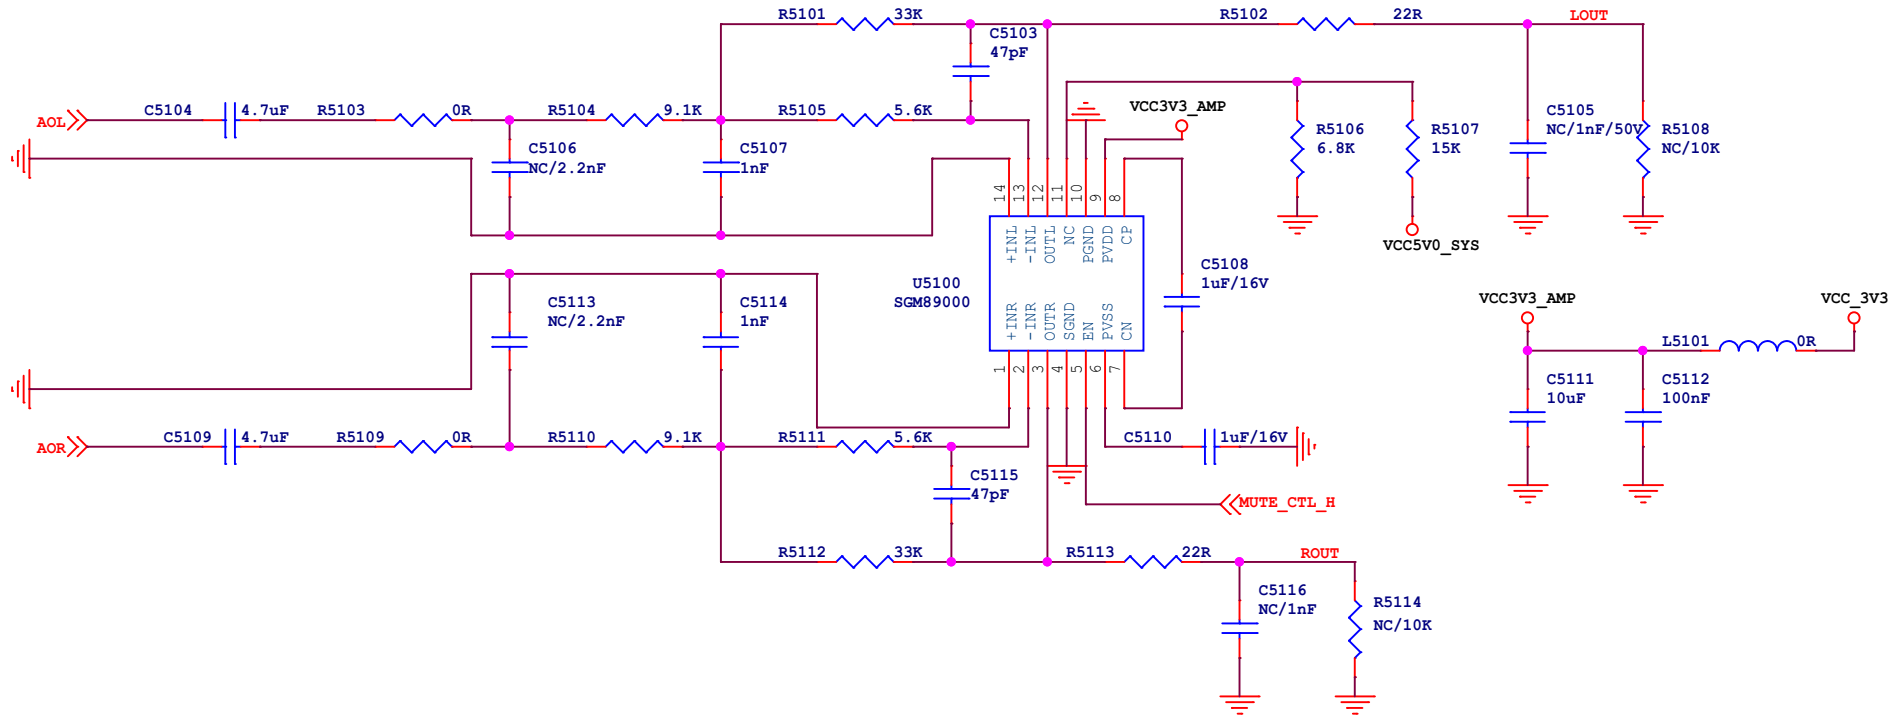 R5101 33K
R5102 22R LOUT
C5103
47pF
C5104 4.7uF R5103 0R R5104 9.1K R5105 5.6K
AOL
VCC3V3_AMP
C5105
NC/1nF/50V
R5106
6.8K
R5107
15K
R5108
NC/10K
C5106
NC/2.2nF
C5107
1nF
14 13 12 11 10 9 8
+INL -INL OUTL NC PGND PVDD CP
VCC5V0_SYS
U5100
SGM89000
C5108
1uF/16V
+INR -INR OUTR SGND EN PVSS CN
1 2 3 4 5 6 7
C5113
NC/2.2nF
C5114
1nF
VCC3V3_AMP VCC_3V3
L5101 0R
C5111
10uF
C5112
100nF
AOR
C5109 4.7uF R5109 0R R5110 9.1K R5111 5.6K
C5110 1uF/16V
C5115
47pF
MUTE_CTL_H
R5112 33K
R5113 22R ROUT
C5116
NC/1nF
R5114
NC/10K